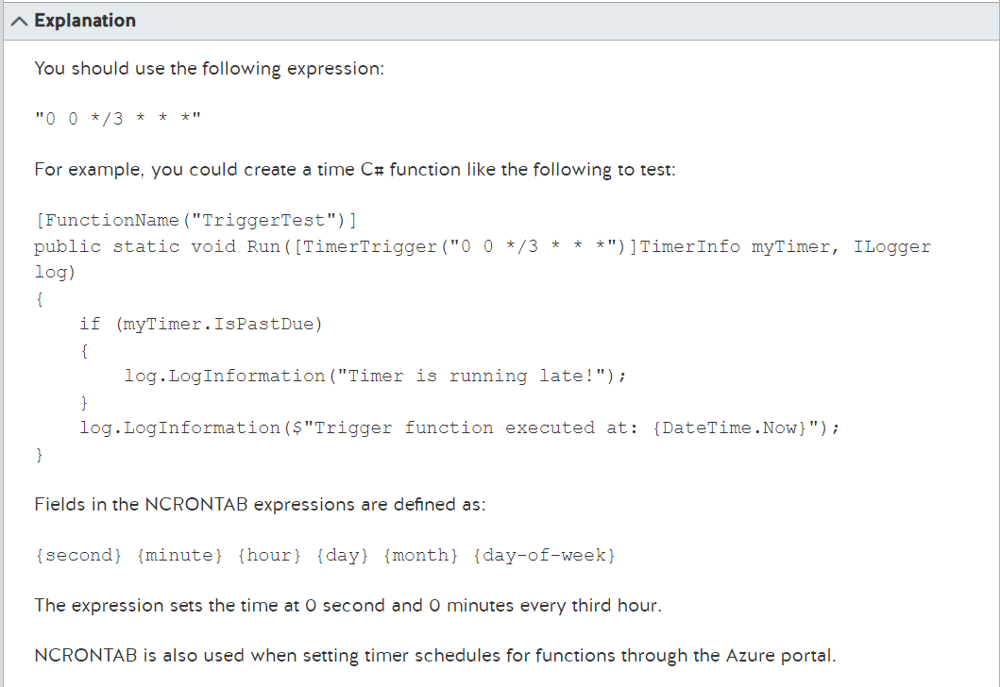 Explanation
You should use the following expression:
"0 0 */3 * * *"
For example, you could create a time C# function like the following to test:
[FunctionName("TriggerTest")]
public static void Run([TimerTrigger("0 0 */3 * * *")]TimerInfo myTimer, ILogger
log)
{
    if (myTimer.IsPastDue)
    {
        log.LogInformation("Timer is running late!");
    }
    log.LogInformation($"Trigger function executed at: {DateTime.Now}");
}
Fields in the NCRONTAB expressions are defined as:
{second} {minute} {hour} {day} {month} {day-of-week}
The expression sets the time at 0 second and 0 minutes every third hour.
NCRONTAB is also used when setting timer schedules for functions through the Azure portal.